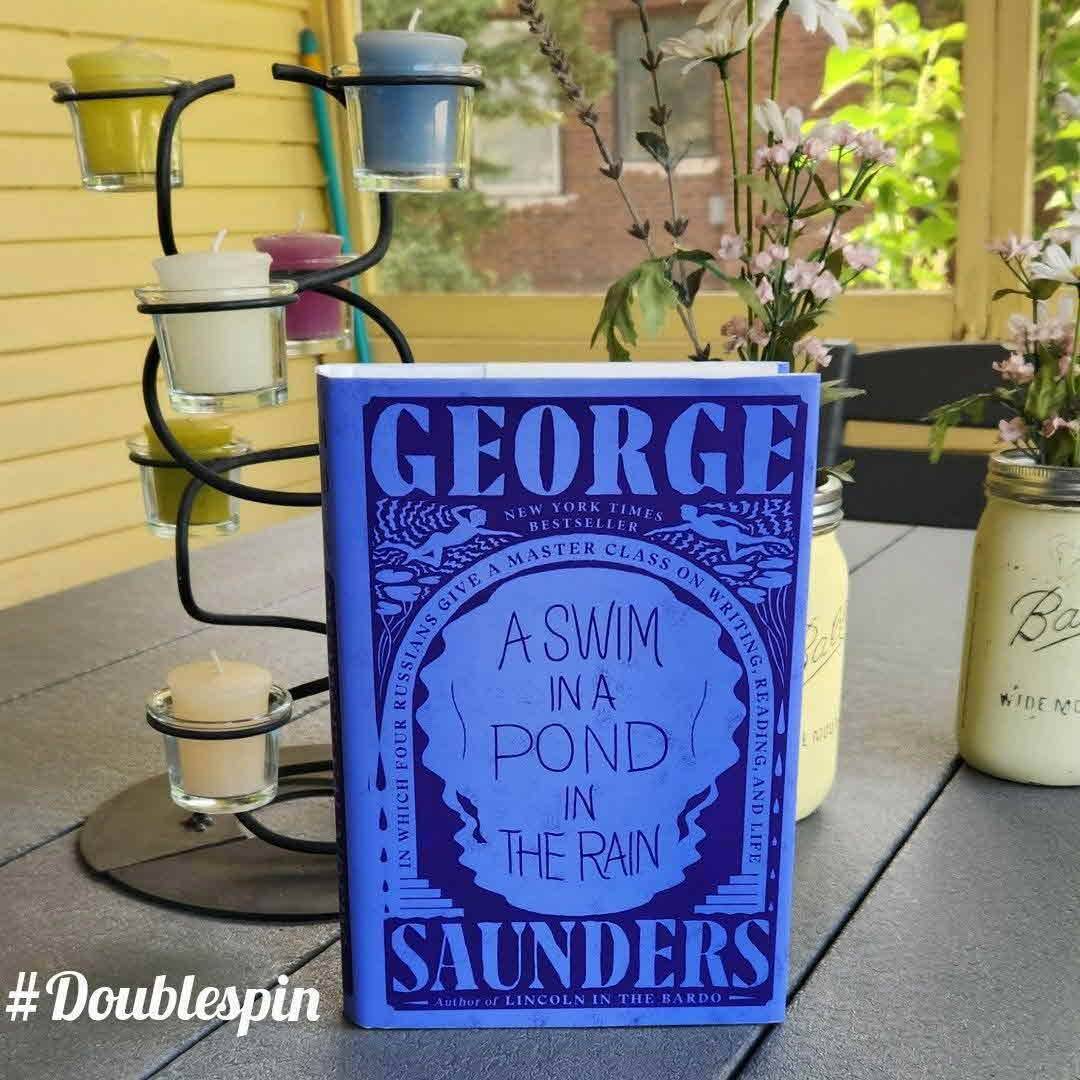 GEORGE
NEW YORK TIMES
BESTSELLER
IN WHICH FOUR RUSSIANS GIVE A MASTER CLASS ON WRITING, READING, AND LIFE
A SWIM
IN A
POND
IN
THE RAIN
SAUNDERS
Author of LINCOLN IN THE BARDO
Ball
Ba
WIDE MO
#Doublespin